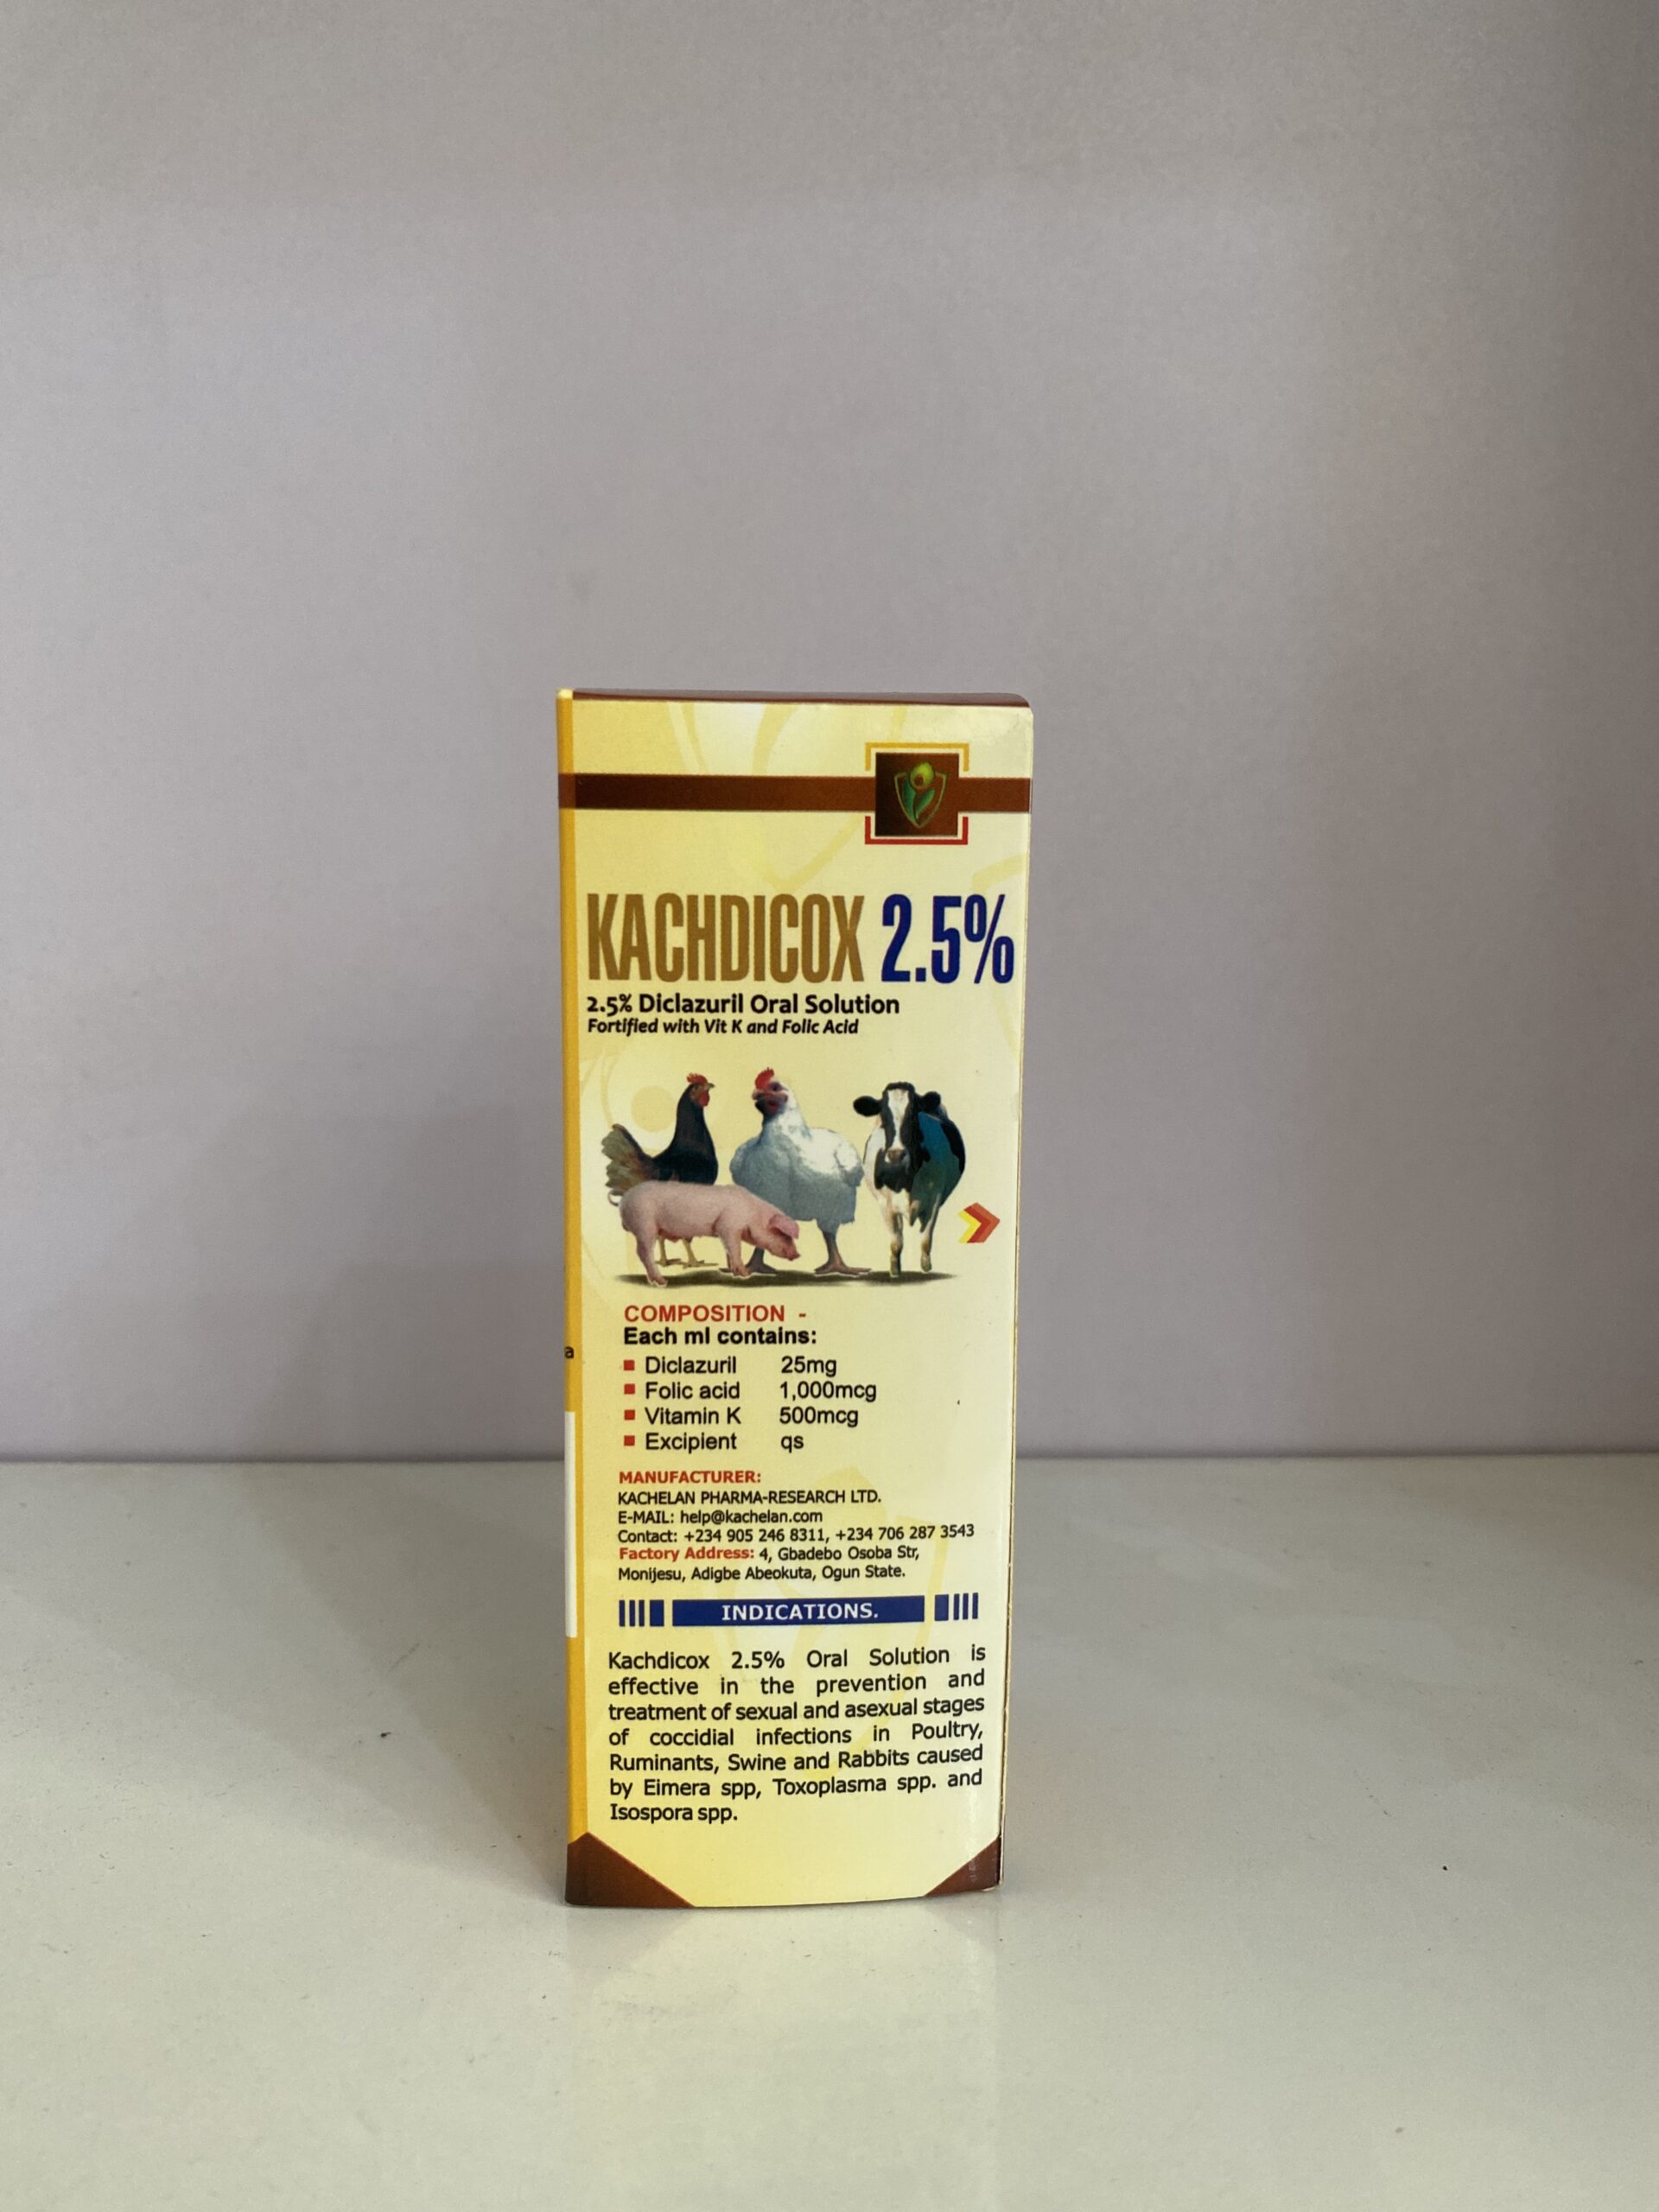 KACHDICOX 2.5%
2.5% Diclazuril Oral Solution
Fortified with Vit K and Folic Acid
COMPOSITION -
Each ml contains:
Diclazuril 25mg
Folic acid 1,000mcg
Vitamin K 500mcg
Excipient qs
MANUFACTURER:
KACHELAN PHARMA-RESEARCH LTD.
E-MAIL: help@kachelan.com
Contact: +234 905 246 8311, +234 706 287 3543
Factory Address: 4, Gbadebo Osoba Str,
Monijesu, Adigbe Abeokuta, Ogun State.
INDICATIONS.
Kachdicox 2.5% Oral Solution is
effective in the prevention and
treatment of sexual and asexual stages
of coccidial infections in Poultry,
Ruminants, Swine and Rabbits caused
by Eimera spp, Toxoplasma spp. and
Isospora spp.